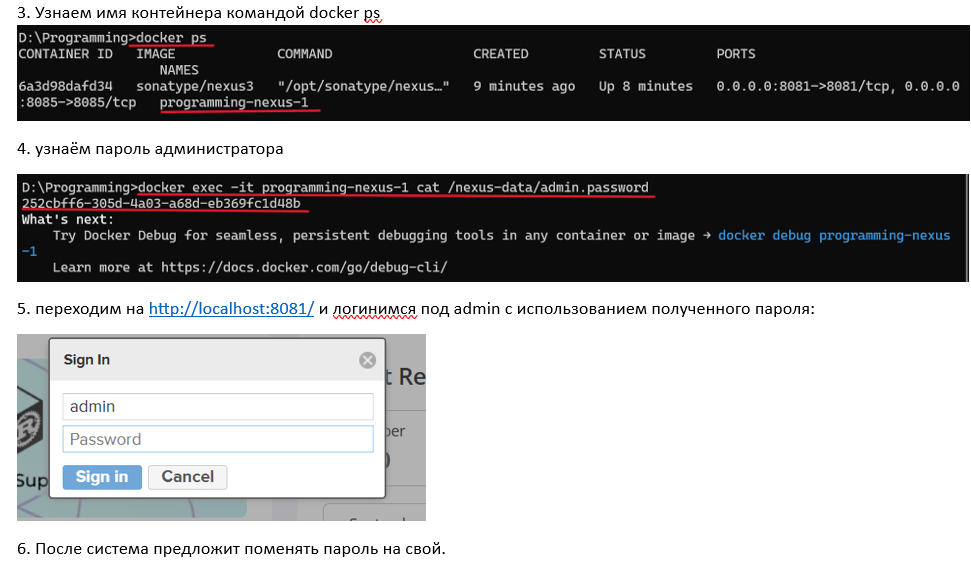 3. Узнаем имя контейнера командой docker ps
D:\Programming>docker ps
CONTAINER ID IMAGE COMMAND CREATED STATUS PORTS
NAMES
6a3d98dafd34 sonatype/nexus3 "/opt/sonatype/nexus…" 9 minutes ago Up 8 minutes 0.0.0.0:8081->8081/tcp, 0.0.0.0
:8085->8085/tcp programming-nexus-1
4. узнаём пароль администратора
D:\Programming>docker exec -it programming-nexus-1 cat /nexus-data/admin.password
252cbff6-305d-4a03-a68d-eb369fc1d48b
What's next:
Try Docker Debug for seamless, persistent debugging tools in any container or image → docker debug programming-nexus
-1
Learn more at https://docs.docker.com/go/debug-cli/
5. переходим на http://localhost:8081/ и логинимся под admin с использованием полученного пароля:
Sign In
t Re
admin
ber
Password
Sup
Sign in Cancel
6. После система предложит поменять пароль на свой.